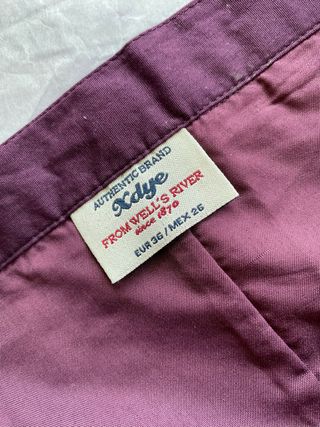 AUTHENTIC BRAND
Xdye
FROM WELL'S RIVER
since 1870
EUR 36 / MEX 26